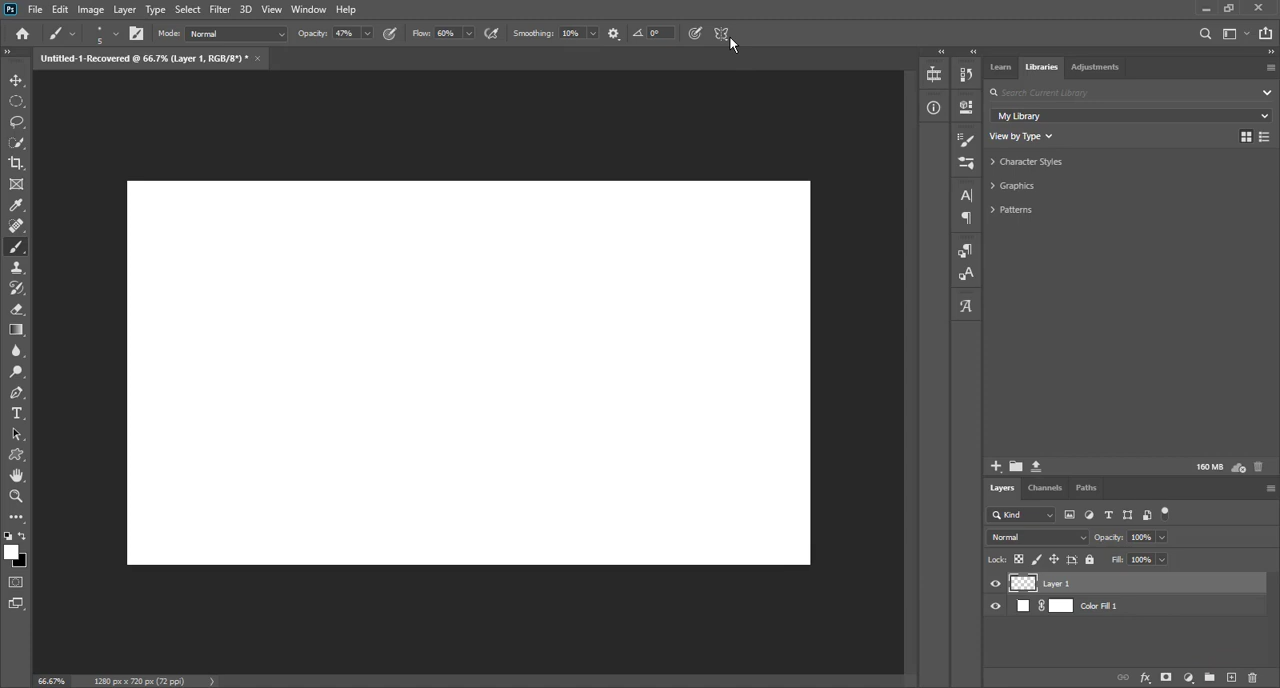 Ps File Edit Image Layer Type Select Filter 3D View Window Help
5 Mode: Normal Opacity: 47% Flow: 60% Smoothing: 10% 0°
Untitled-1-Recovered @ 66.7% (Layer 1, RGB/8*) *
Learn Libraries Adjustments
Search Current Library
My Library
View by Type
Character Styles
Graphics
Patterns
160 MB
Layers Channels Paths
Kind
Normal Opacity: 100%
Lock: Fill: 100%
Layer 1
Color Fill 1
66.67% 1280 px x 720 px (72 ppi)